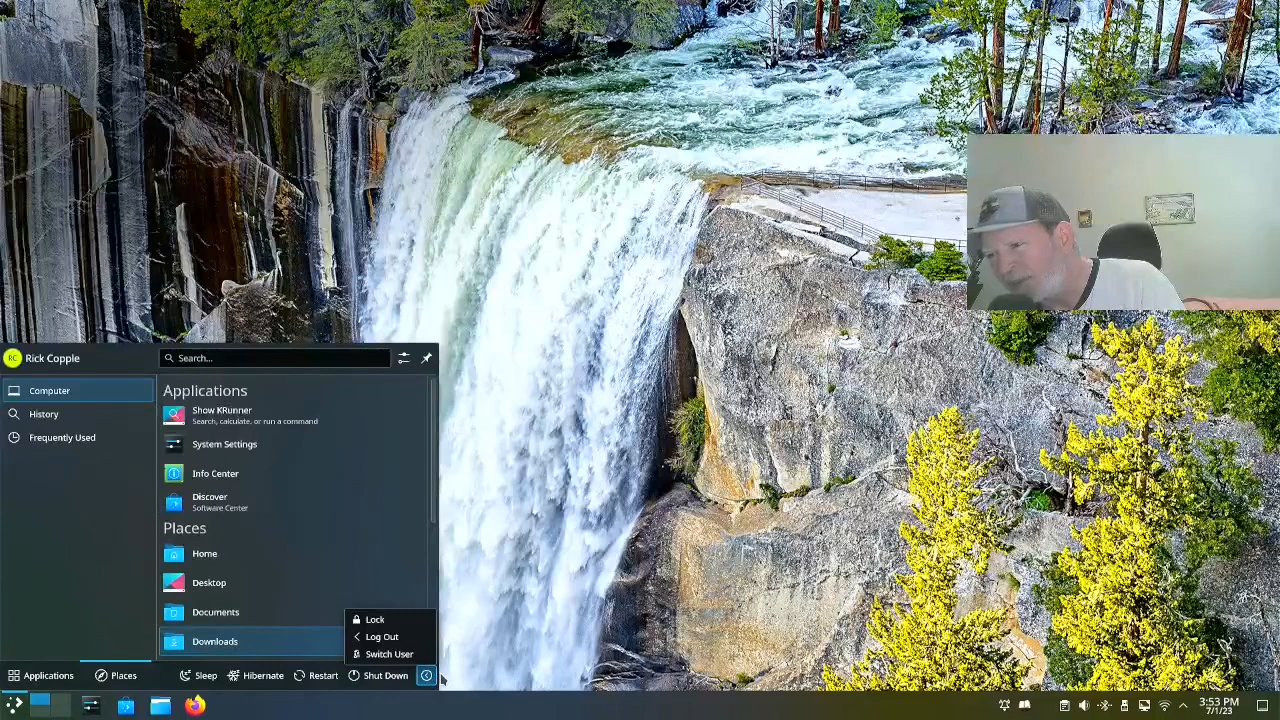 RC Rick Copple
Search...
Computer
History
Frequently Used
Applications
Show KRunner
Search, calculate, or run a command
System Settings
Info Center
Discover
Software Center
Places
Home
Desktop
Documents
Downloads
Lock
Log Out
Switch User
Applications
Places
Sleep
Hibernate
Restart
Shut Down
3:53 PM
7/1/23